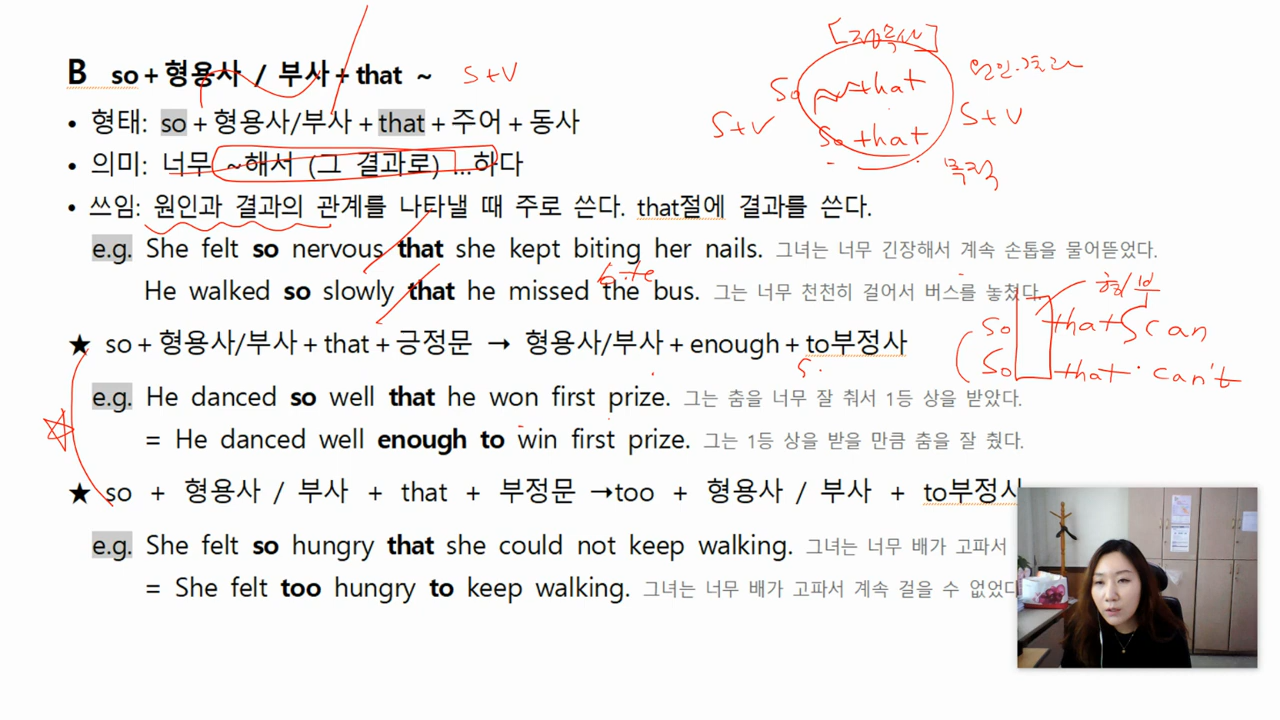 B so + 형용사 / 부사 + that ~ S+V
• 형태: so + 형용사/부사 + that + 주어 + 동사
• 의미: 너무 ~해서 (그 결과로) ...하다
• 쓰임: 원인과 결과의 관계를 나타낼 때 주로 쓴다. that절에 결과를 쓴다.
e.g. She felt so nervous that she kept biting her nails. 그녀는 너무 긴장해서 계속 손톱을 물어뜯었다.
bite
He walked so slowly that he missed the bus. 그는 너무 천천히 걸어서 버스를 놓쳤다.
★ so + 형용사/부사 + that + 긍정문 → 형용사/부사 + enough + to부정사
e.g. He danced so well that he won first prize. 그는 춤을 너무 잘 춰서 1등 상을 받았다.
= He danced well enough to win first prize. 그는 1등 상을 받을 만큼 춤을 잘 췄다.
★ so + 형용사 / 부사 + that + 부정문 →too + 형용사 / 부사 + to부정사
e.g. She felt so hungry that she could not keep walking. 그녀는 너무 배가 고파서
= She felt too hungry to keep walking. 그녀는 너무 배가 고파서 계속 걸을 수 없었다
[접속사]
so ~ that 원인·결과
S+V so that S+V
목적
형/부
so that S can
so that can't